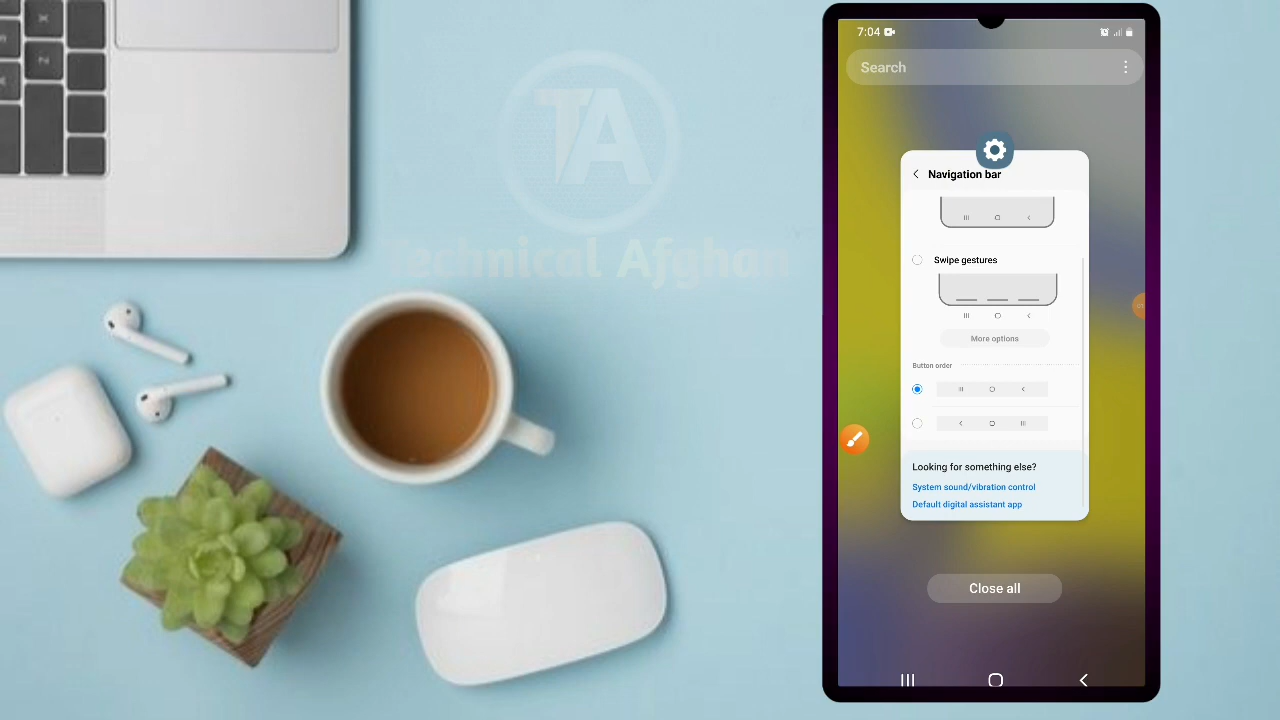 TA
Technical Afghan
7:04
Search
Navigation bar
Swipe gestures
More options
Button order
Looking for something else?
System sound/vibration control
Default digital assistant app
Close all
X
Z